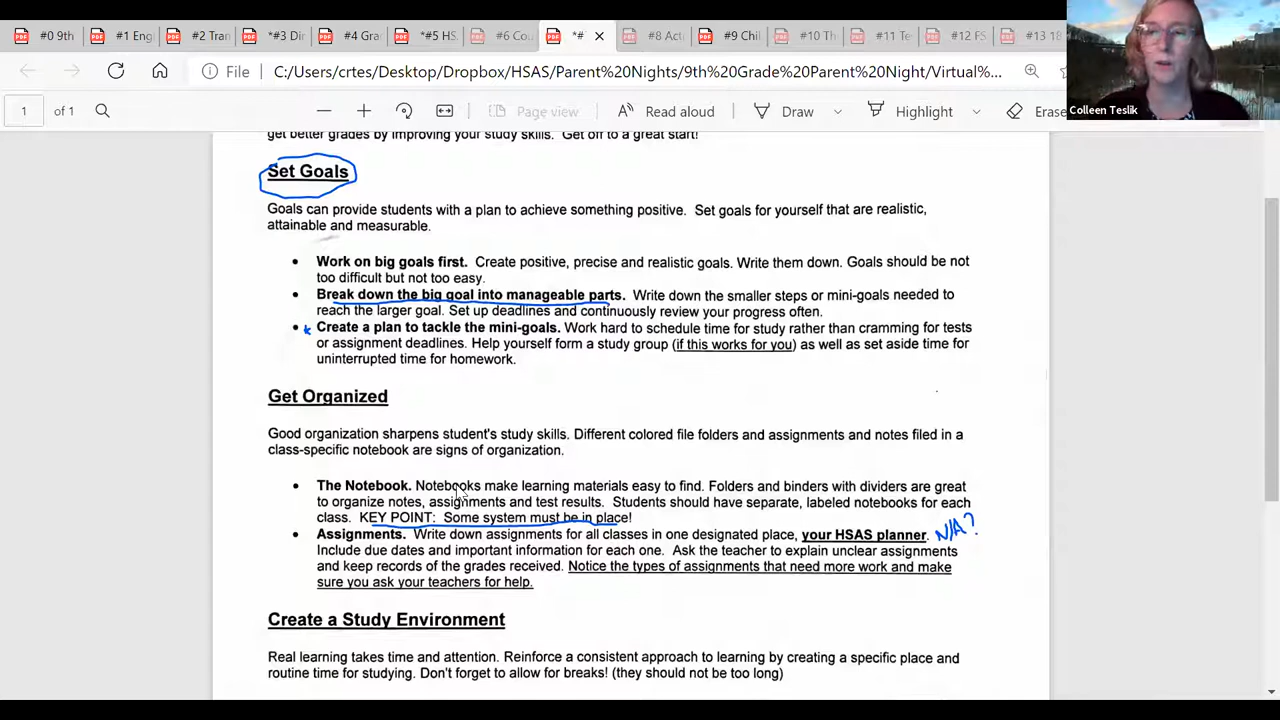 #0 9th
#1 Eng
#2 Tran
*#3 Dir
#4 Grad
*#5 HS.
#6 Cou
*#
#8 Actu
#9 Chil
#10 Th
#11 Te
#12 FS
#13 18
File
C:/Users/crtes/Desktop/Dropbox/HSAS/Parent%20Nights/9th%20Grade%20Parent%20Night/Virtual%...
1 of 1
Page view
Read aloud
Draw
Highlight
Erase
Colleen Teslik
get better grades by improving your study skills. Get off to a great start!
Set Goals
Goals can provide students with a plan to achieve something positive. Set goals for yourself that are realistic,
attainable and measurable.
• Work on big goals first. Create positive, precise and realistic goals. Write them down. Goals should be not
too difficult but not too easy.
• Break down the big goal into manageable parts. Write down the smaller steps or mini-goals needed to
reach the larger goal. Set up deadlines and continuously review your progress often.
• * Create a plan to tackle the mini-goals. Work hard to schedule time for study rather than cramming for tests
or assignment deadlines. Help yourself form a study group (if this works for you) as well as set aside time for
uninterrupted time for homework.
Get Organized
Good organization sharpens student's study skills. Different colored file folders and assignments and notes filed in a
class-specific notebook are signs of organization.
• The Notebook. Notebooks make learning materials easy to find. Folders and binders with dividers are great
to organize notes, assignments and test results. Students should have separate, labeled notebooks for each
class. KEY POINT: Some system must be in place!
• Assignments. Write down assignments for all classes in one designated place, your HSAS planner. N/A?
Include due dates and important information for each one. Ask the teacher to explain unclear assignments
and keep records of the grades received. Notice the types of assignments that need more work and make
sure you ask your teachers for help.
Create a Study Environment
Real learning takes time and attention. Reinforce a consistent approach to learning by creating a specific place and
routine time for studying. Don't forget to allow for breaks! (they should not be too long)